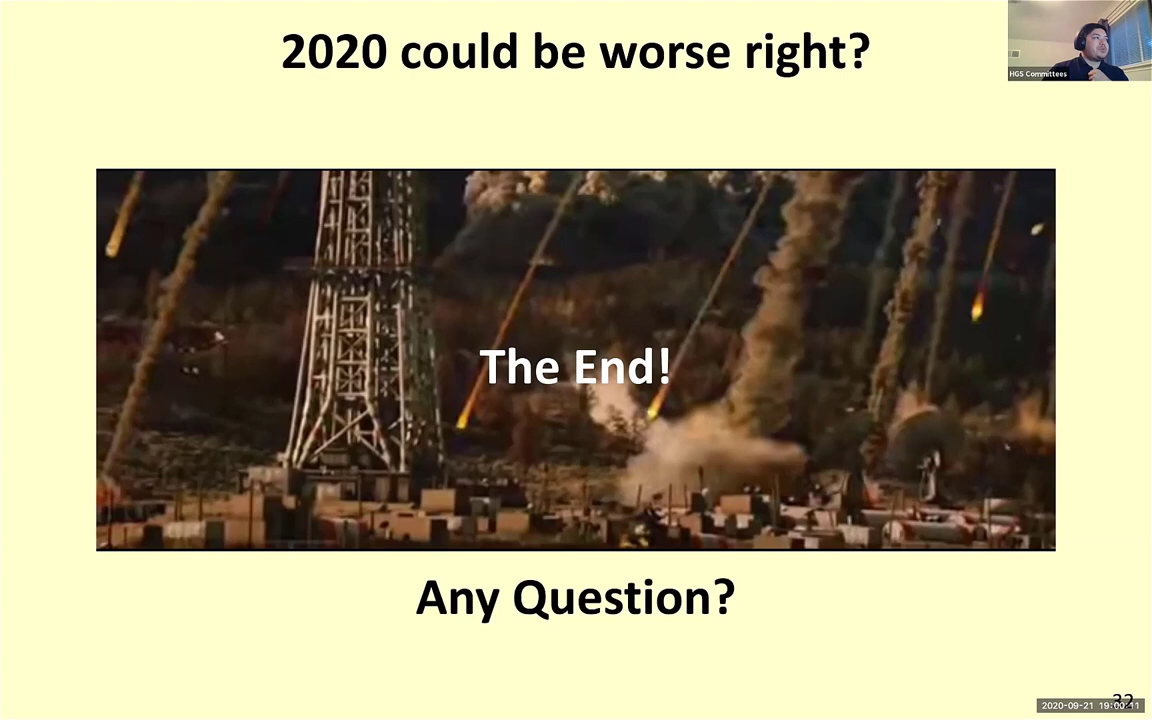 2020 could be worse right?
HGS Committees
The End!
Any Question?
32
2020-09-21 19:00:11